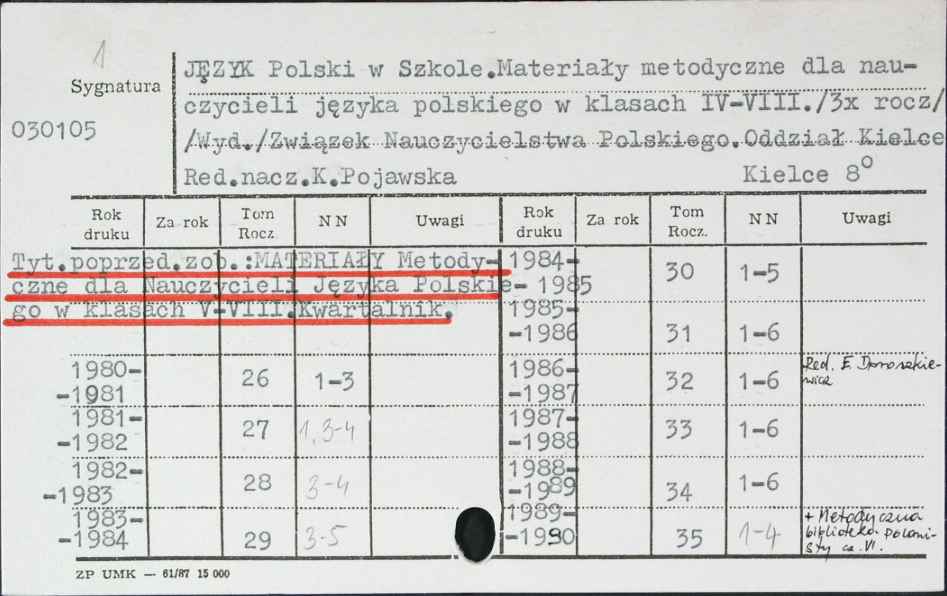 1
Sygnatura
030105
JĘZYK Polski w Szkole.Materiały metodyczne dla nau-
czycieli języka polskiego w klasach IV-VIII./3x rocz/
/Wyd./Związek Nauczycielstwa Polskiego.Oddział Kielce
Red.nacz.K.Pojawska Kielce 8°
Rok druku Za rok Tom Rocz NN Uwagi Rok druku Za rok Tom Rocz. NN Uwagi
Tyt.poprzed.zob.:MATERIAŁY Metody-
czne dla Nauczycieli Języka Polskie-
go w klasach V-VIII.Kwartalnik.
1980-
-1981 26 1-3
1981-
-1982 27 1,3-4
1982-
-1983 28 3-4
1983-
-1984 29 3-5
1984-
- 1985 30 1-5
1985-
-1986 31 1-6
1986-
-1987 32 1-6 Red. E. Doroszkie-
wicz
1987-
-1988 33 1-6
1988-
-1989 34 1-6
1989-
-1990 35 1-4 + Metodyczna
biblioteka poloni-
sty cz. VI.
ZP UMK — 61/87 15 000